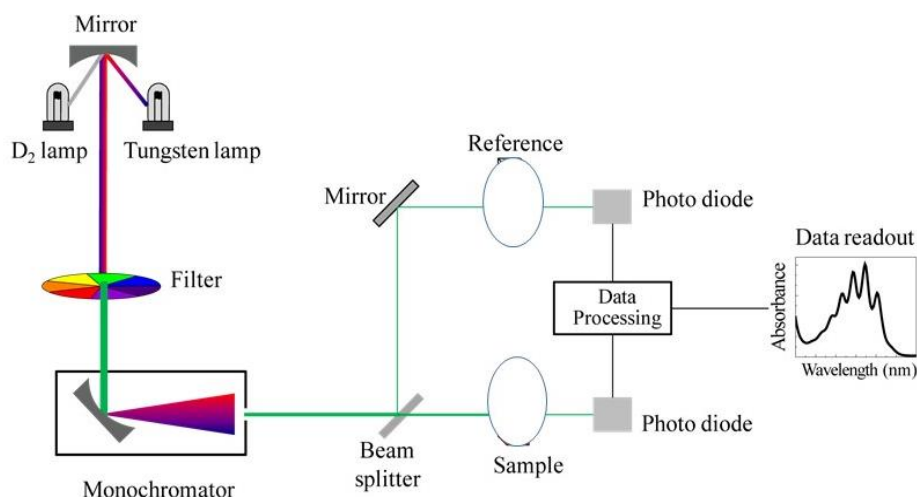 Mirror
D₂ lamp
Tungsten lamp
Filter
Monochromator
Mirror
Reference
Photo diode
Beam
splitter
Sample
Photo diode
Data
Processing
Data readout
Absorbance
Wavelength (nm)